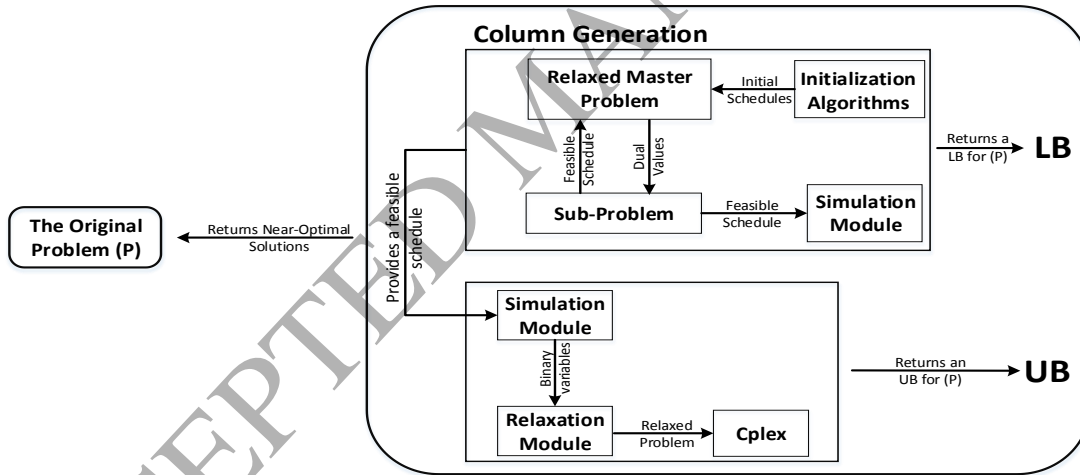 Column Generation
Relaxed Master
Problem
Initial
Schedules
Initialization
Algorithms
Feasible
Schedule
Dual
Values
Sub-Problem
Feasible
Schedule
Simulation
Module
Returns a
LB for (P)
LB
The Original
Problem (P)
Returns Near-Optimal
Solutions
Provides a feasible
schedule
Simulation
Module
Binary
variables
Relaxation
Module
Relaxed
Problem
Cplex
Returns an
UB for (P)
UB
EPTED MA